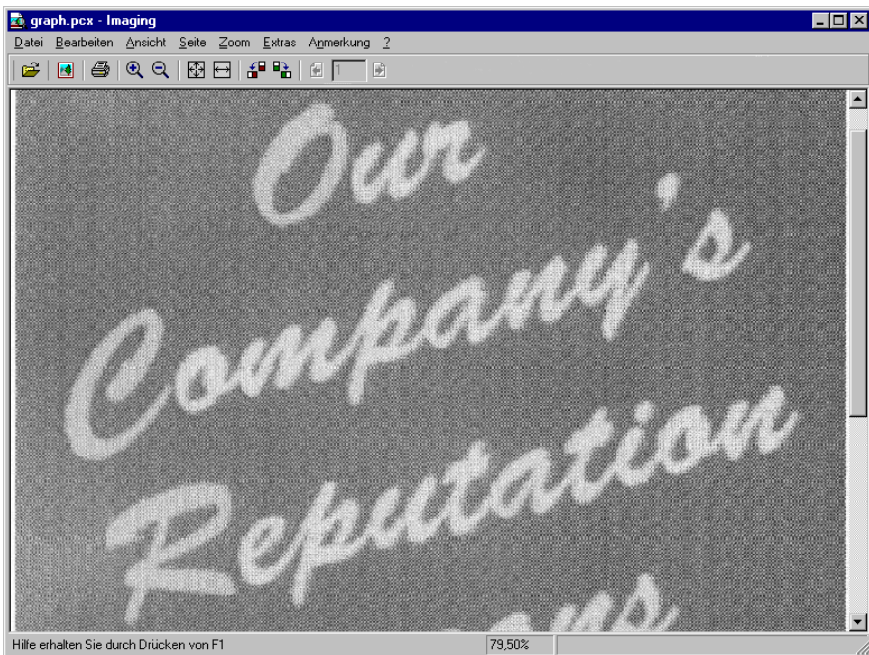 graph.pcx - Imaging
Datei Bearbeiten Ansicht Seite Zoom Extras Anmerkung ?
1
Our
Company's
Reputation
Hilfe erhalten Sie durch Drücken von F1 79,50%